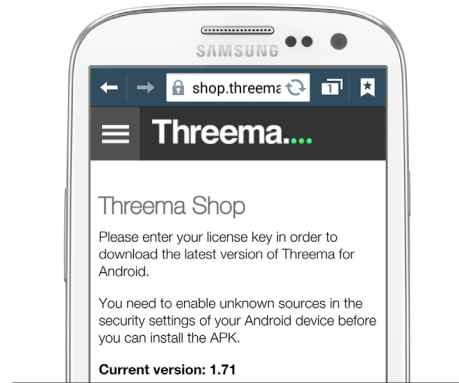 SAMSUNG
shop.threema
1
Threema....
Threema Shop
Please enter your license key in order to
download the latest version of Threema for
Android.
You need to enable unknown sources in the
security settings of your Android device before
you can install the APK.
Current version: 1.71